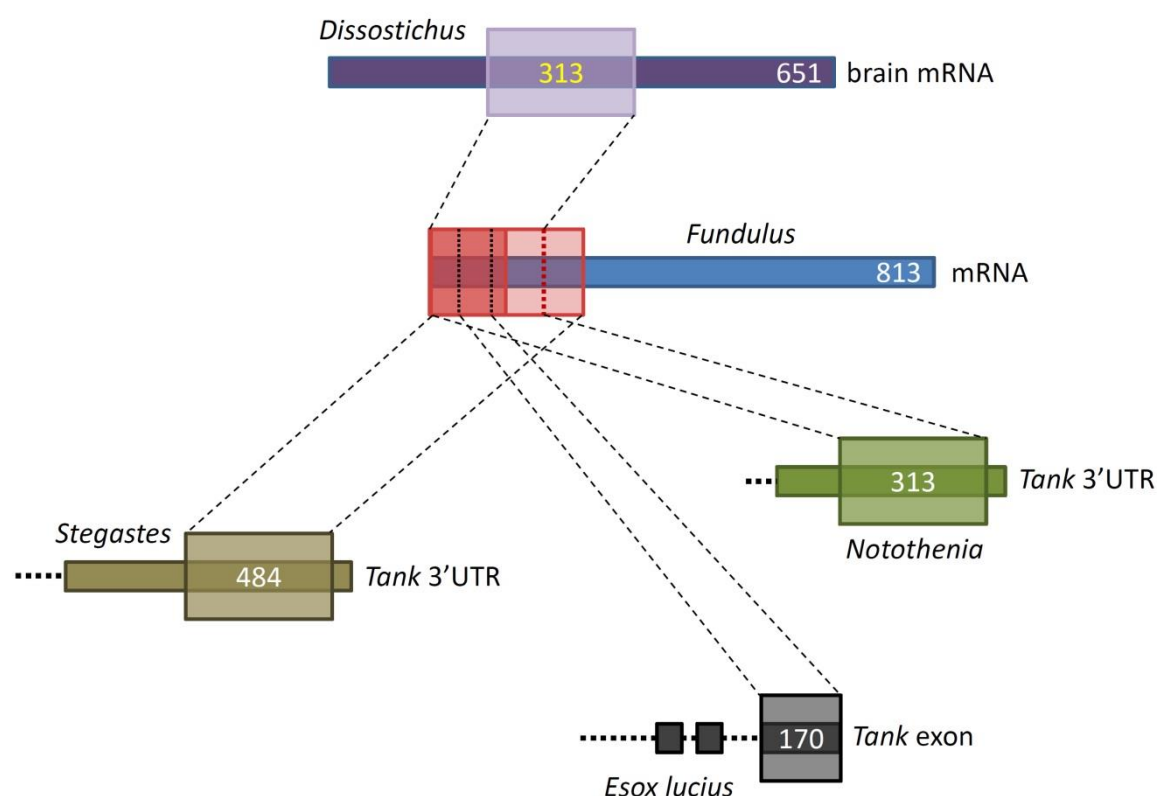 Dissostichus
313 651 brain mRNA
Fundulus
813 mRNA
313 Tank 3’UTR
Notothenia
Stegastes
484 Tank 3’UTR
170 Tank exon
Esox lucius